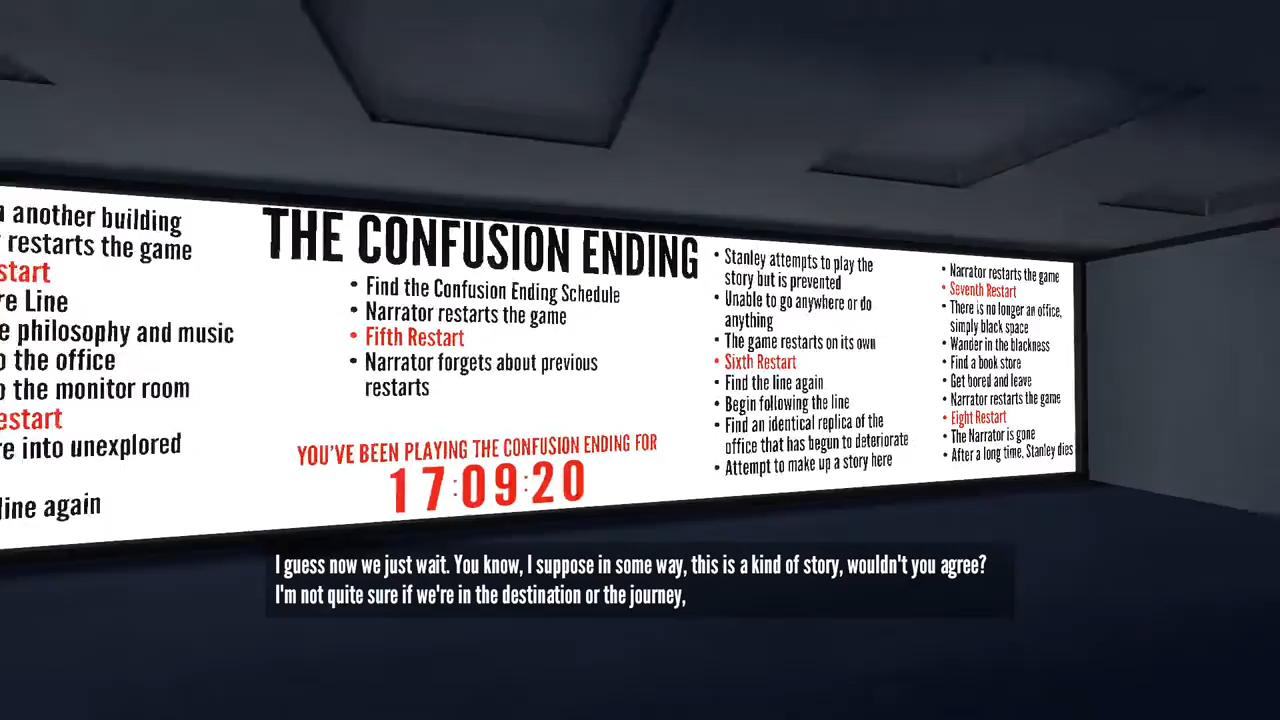 another building
restarts the game
Line
philosophy and music
the office
the monitor room
into unexplored
line again
THE CONFUSION ENDING
• Find the Confusion Ending Schedule
• Narrator restarts the game
• Fifth Restart
• Narrator forgets about previous
restarts
YOU'VE BEEN PLAYING THE CONFUSION ENDING FOR
17:09:20
• Stanley attempts to play the
story but is prevented
• Unable to go anywhere or do
anything
• The game restarts on its own
• Sixth Restart
• Find the line again
• Begin following the line
• Find an identical replica of the
office that has begun to deteriorate
• Attempt to make up a story here
• Narrator restarts the game
• Seventh Restart
• There is no longer an office,
simply black space
• Wander in the blackness
• Find a book store
• Get bored and leave
• Narrator restarts the game
• Eight Restart
• The Narrator is gone
• After a long time, Stanley dies
I guess now we just wait. You know, I suppose in some way, this is a kind of story, wouldn't you agree?
I'm not quite sure if we're in the destination or the journey,